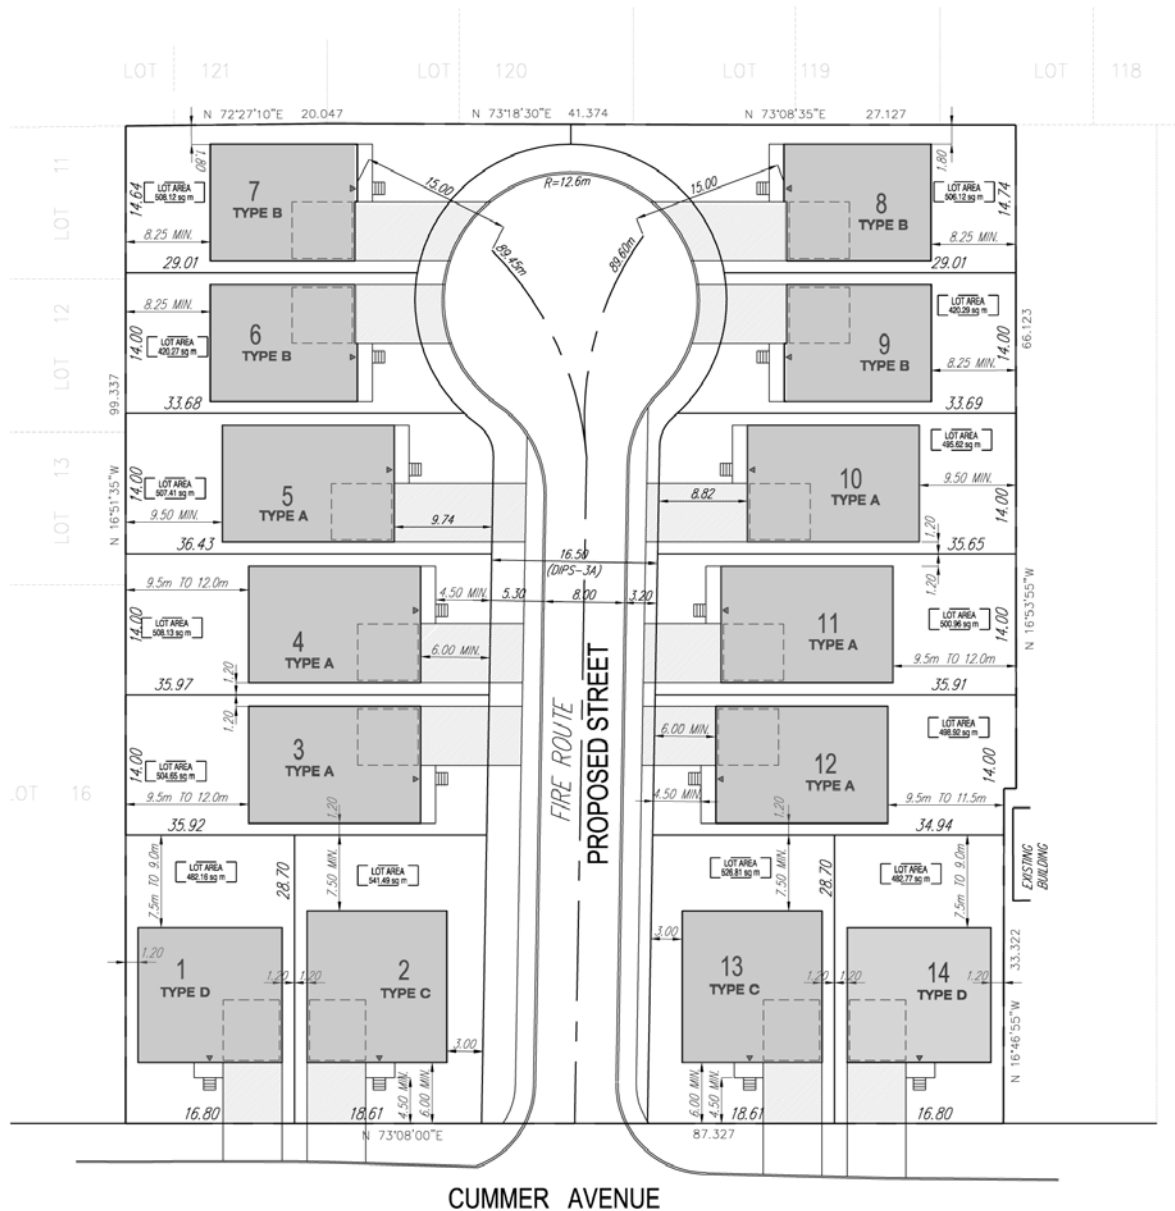 LOT 121
LOT 120
LOT 119
LOT 118
N 72°27'10"E 20.047
N 73°18'30"E 41.374
N 73°08'35"E 27.127
LOT 11
14.64
LOT AREA
508.12 sq m
8.25 MIN.
29.01
1.80
7
TYPE B
15.00
R=12.6m
15.00
89.45m
89.60m
8
TYPE B
1.80
LOT AREA
506.12 sq m
14.74
8.25 MIN.
29.01
LOT 12
8.25 MIN.
14.00
LOT AREA
420.27 sq m
33.68
99.337
6
TYPE B
9
TYPE B
LOT AREA
420.29 sq m
14.00
8.25 MIN.
33.69
66.123
LOT 13
N 16°51'35"W
14.00
LOT AREA
507.41 sq m
9.50 MIN.
36.43
5
TYPE A
9.74
8.82
10
TYPE A
LOT AREA
495.62 sq m
9.50 MIN.
14.00
1.20
35.65
16.50
(DIPS-3A)
9.5m TO 12.0m
14.00
LOT AREA
508.13 sq m
35.97
1.20
4
TYPE A
4.50 MIN.
6.00 MIN.
5.30
8.00
3.20
1.20
11
TYPE A
LOT AREA
500.96 sq m
14.00
9.5m TO 12.0m
35.91
N 16°53'55"W
FIRE ROUTE
PROPOSED STREET
LOT 16
14.00
1.20
LOT AREA
504.65 sq m
9.5m TO 12.0m
35.92
3
TYPE A
1.20
6.00 MIN.
4.50 MIN.
12
TYPE A
1.20
LOT AREA
498.92 sq m
14.00
9.5m TO 11.5m
34.94
EXISTING
BUILDING
7.5m TO 9.0m
LOT AREA
482.16 sq m
28.70
7.50 MIN.
LOT AREA
541.49 sq m
LOT AREA
526.81 sq m
7.50 MIN.
28.70
LOT AREA
482.77 sq m
7.5m TO 9.0m
1.20
1
TYPE D
1.20
1.20
2
TYPE C
3.00
3.00
13
TYPE C
1.20
1.20
14
TYPE D
1.20
33.322
N 16°46'55"W
16.80
18.61
4.50 MIN.
6.00 MIN.
6.00 MIN.
4.50 MIN.
18.61
16.80
N 73°08'00"E
87.327
CUMMER AVENUE